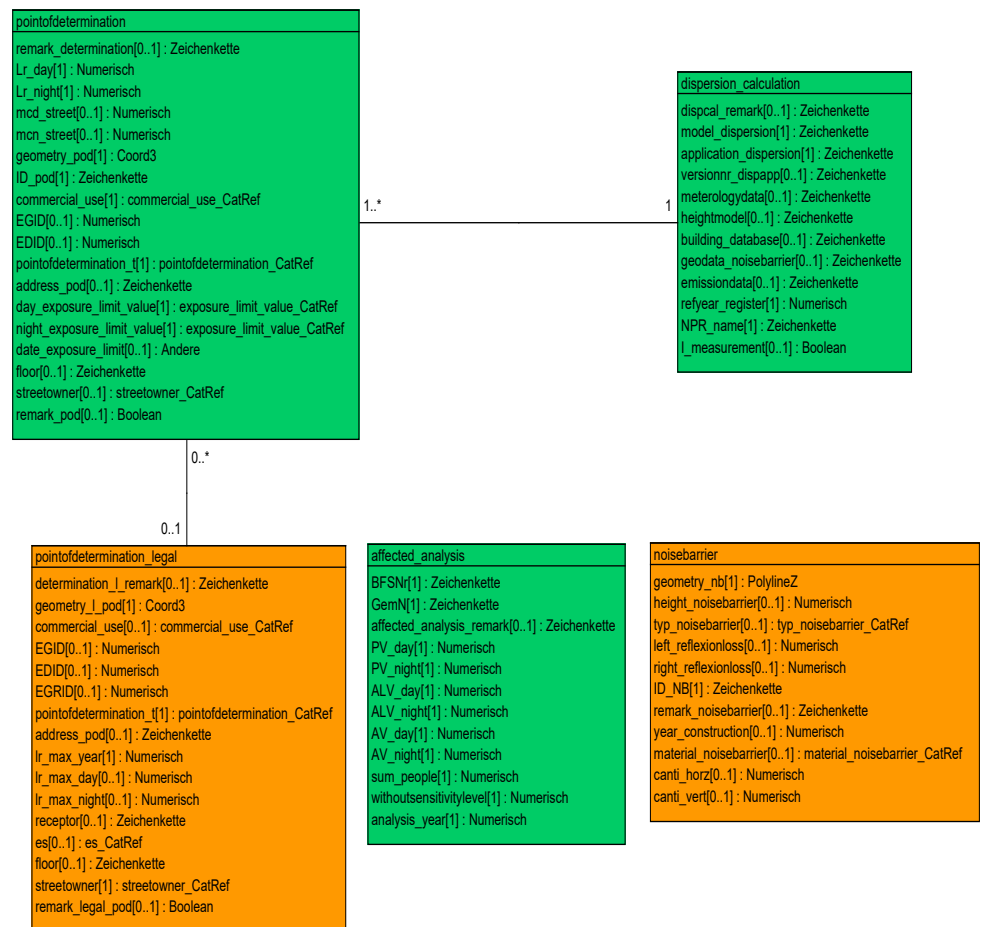 pointofdetermination
remark_determination[0..1] : Zeichenkette
Lr_day[1] : Numerisch
Lr_night[1] : Numerisch
mcd_street[0..1] : Numerisch
mcn_street[0..1] : Numerisch
geometry_pod[1] : Coord3
ID_pod[1] : Zeichenkette
commercial_use[1] : commercial_use_CatRef
EGID[0..1] : Numerisch
EDID[0..1] : Numerisch
pointofdetermination_t[1] : pointofdetermination_CatRef
address_pod[0..1] : Zeichenkette
day_exposure_limit_value[1] : exposure_limit_value_CatRef
night_exposure_limit_value[1] : exposure_limit_value_CatRef
date_exposure_limit[0..1] : Andere
floor[0..1] : Zeichenkette
streetowner[0..1] : streetowner_CatRef
remark_pod[0..1] : Boolean
1..*
1
dispersion_calculation
dispcal_remark[0..1] : Zeichenkette
model_dispersion[1] : Zeichenkette
application_dispersion[1] : Zeichenkette
versionnr_dispapp[0..1] : Zeichenkette
meterologydata[0..1] : Zeichenkette
heightmodel[0..1] : Zeichenkette
building_database[0..1] : Zeichenkette
geodata_noisebarrier[0..1] : Zeichenkette
emissiondata[0..1] : Zeichenkette
refyear_register[1] : Numerisch
NPR_name[1] : Zeichenkette
l_measurement[0..1] : Boolean
0..*
0..1
pointofdetermination_legal
determination_l_remark[0..1] : Zeichenkette
geometry_l_pod[1] : Coord3
commercial_use[0..1] : commercial_use_CatRef
EGID[0..1] : Numerisch
EDID[0..1] : Numerisch
EGRID[0..1] : Numerisch
pointofdetermination_t[1] : pointofdetermination_CatRef
address_pod[0..1] : Zeichenkette
lr_max_year[1] : Numerisch
lr_max_day[0..1] : Numerisch
lr_max_night[0..1] : Numerisch
receptor[0..1] : Zeichenkette
es[0..1] : es_CatRef
floor[0..1] : Zeichenkette
streetowner[1] : streetowner_CatRef
remark_legal_pod[0..1] : Boolean
affected_analysis
BFSNr[1] : Zeichenkette
GemN[1] : Zeichenkette
affected_analysis_remark[0..1] : Zeichenkette
PV_day[1] : Numerisch
PV_night[1] : Numerisch
ALV_day[1] : Numerisch
ALV_night[1] : Numerisch
AV_day[1] : Numerisch
AV_night[1] : Numerisch
sum_people[1] : Numerisch
withoutsensitivitylevel[1] : Numerisch
analysis_year[1] : Numerisch
noisebarrier
geometry_nb[1] : PolylineZ
height_noisebarrier[0..1] : Numerisch
typ_noisebarrier[0..1] : typ_noisebarrier_CatRef
left_reflexionloss[0..1] : Numerisch
right_reflexionloss[0..1] : Numerisch
ID_NB[1] : Zeichenkette
remark_noisebarrier[0..1] : Zeichenkette
year_construction[0..1] : Numerisch
material_noisebarrier[0..1] : material_noisebarrier_CatRef
canti_horz[0..1] : Numerisch
canti_vert[0..1] : Numerisch